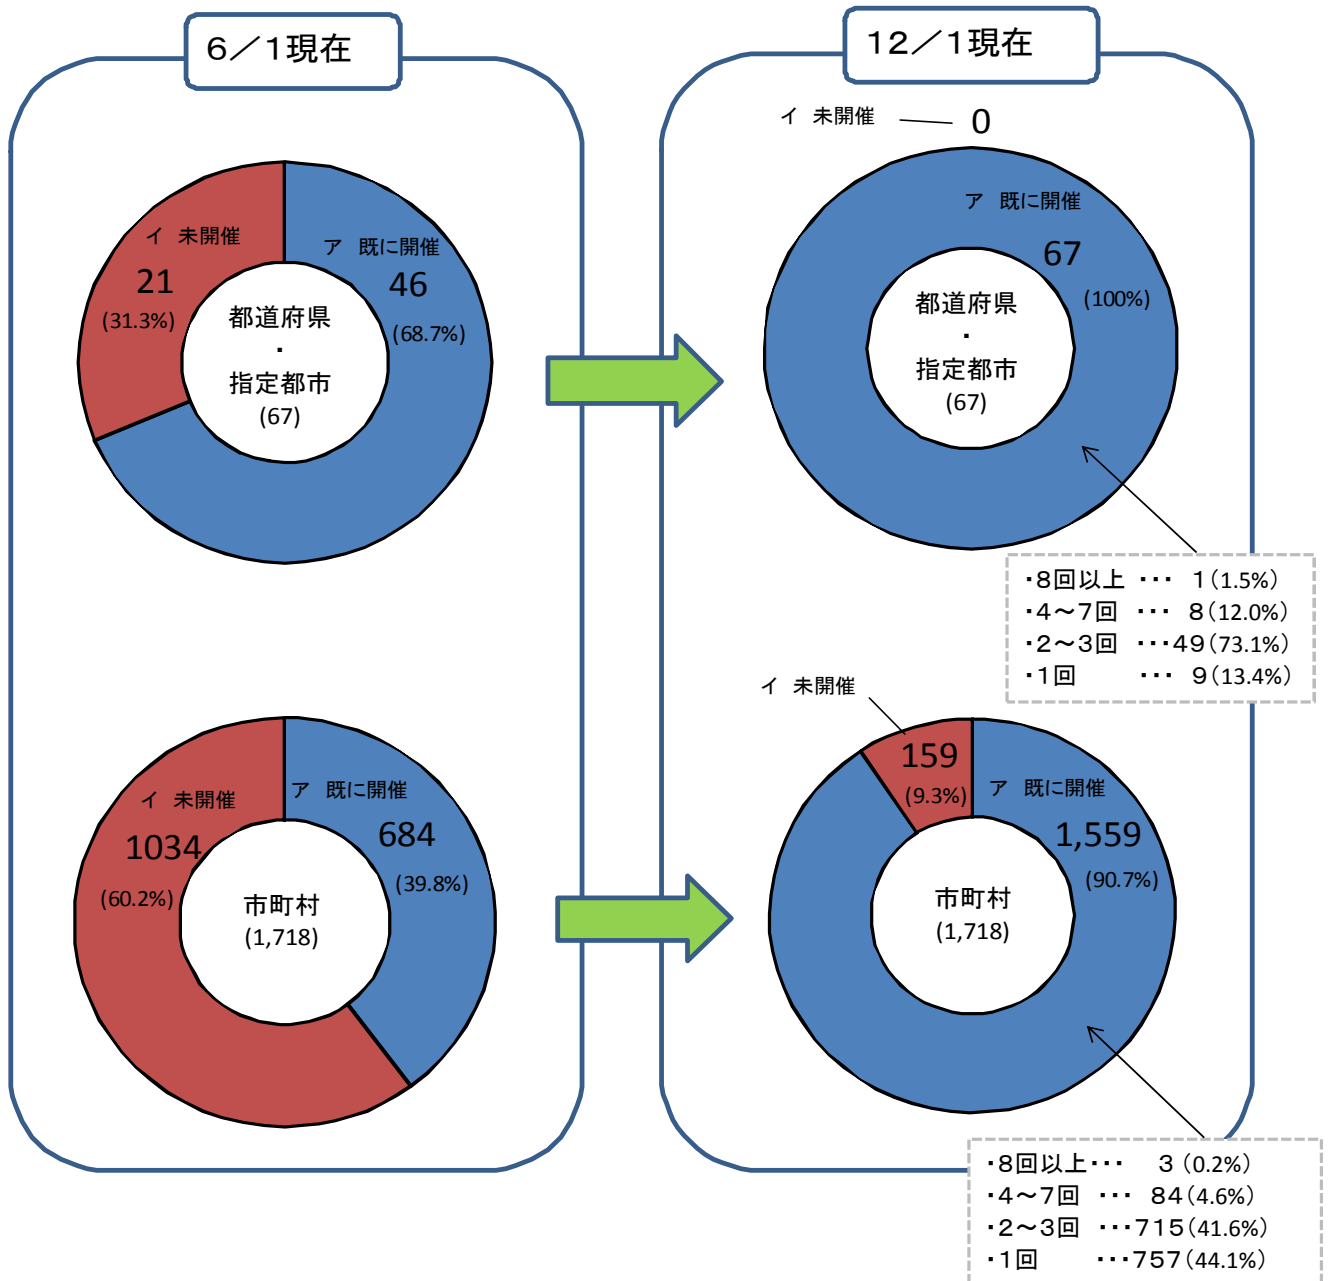 6／1現在
イ 未開催
21
(31.3%)
ア 既に開催
46
(68.7%)
都道府県
・
指定都市
(67)
イ 未開催
1034
(60.2%)
ア 既に開催
684
(39.8%)
市町村
(1,718)
12／1現在
イ 未開催
0
ア 既に開催
67
(100%)
都道府県
・
指定都市
(67)
・8回以上 ・・・ 1(1.5%)
・4～7回 ・・・ 8(12.0%)
・2～3回 ・・・49(73.1%)
・1回 ・・・ 9(13.4%)
イ 未開催
159
(9.3%)
ア 既に開催
1,559
(90.7%)
市町村
(1,718)
・8回以上・・・ 3(0.2%)
・4～7回 ・・・ 84(4.6%)
・2～3回 ・・・715(41.6%)
・1回 ・・・757(44.1%)